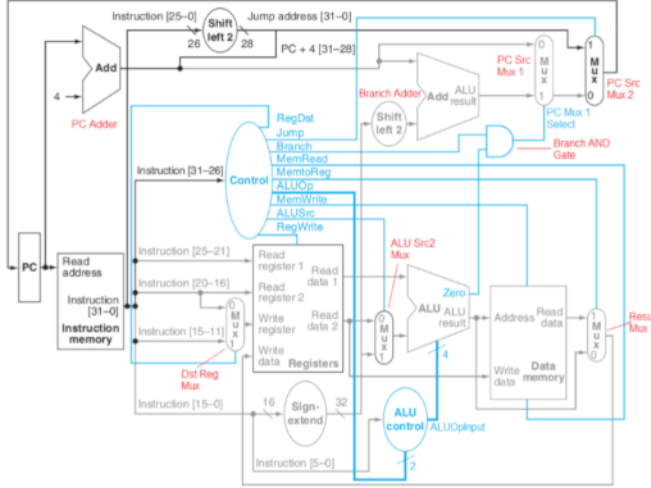 Instruction [25–0]
Shift
left 2
Jump address [31–0]
26
28
PC + 4 [31–28]
Add
4
PC Adder
Branch Adder
Shift
left 2
Add
ALU
result
PC Src
Mux 1
0
M
u
x
1
1
M
u
x
0
PC Src
Mux 2
PC Mux 1
Select
Branch AND
Gate
RegDst
Jump
Branch
MemRead
MemtoReg
ALUOp
MemWrite
ALUSrc
RegWrite
Control
Instruction [31–26]
PC
Read
address
Instruction
[31–0]
Instruction
memory
Instruction [25–21]
Instruction [20–16]
Instruction [15–11]
0
M
u
x
1
Dst Reg
Mux
Read
register 1
Read
register 2
Write
register
Write
data
Read
data 1
Read
data 2
Registers
ALU Src2
Mux
0
M
u
x
1
Zero
ALU
ALU
result
4
Address
Read
data
Write
data
Data
memory
1
M
u
x
0
Resu
Mux
Instruction [15–0]
16
Sign-
extend
32
Instruction [5–0]
ALU
control
ALUOpInput
2